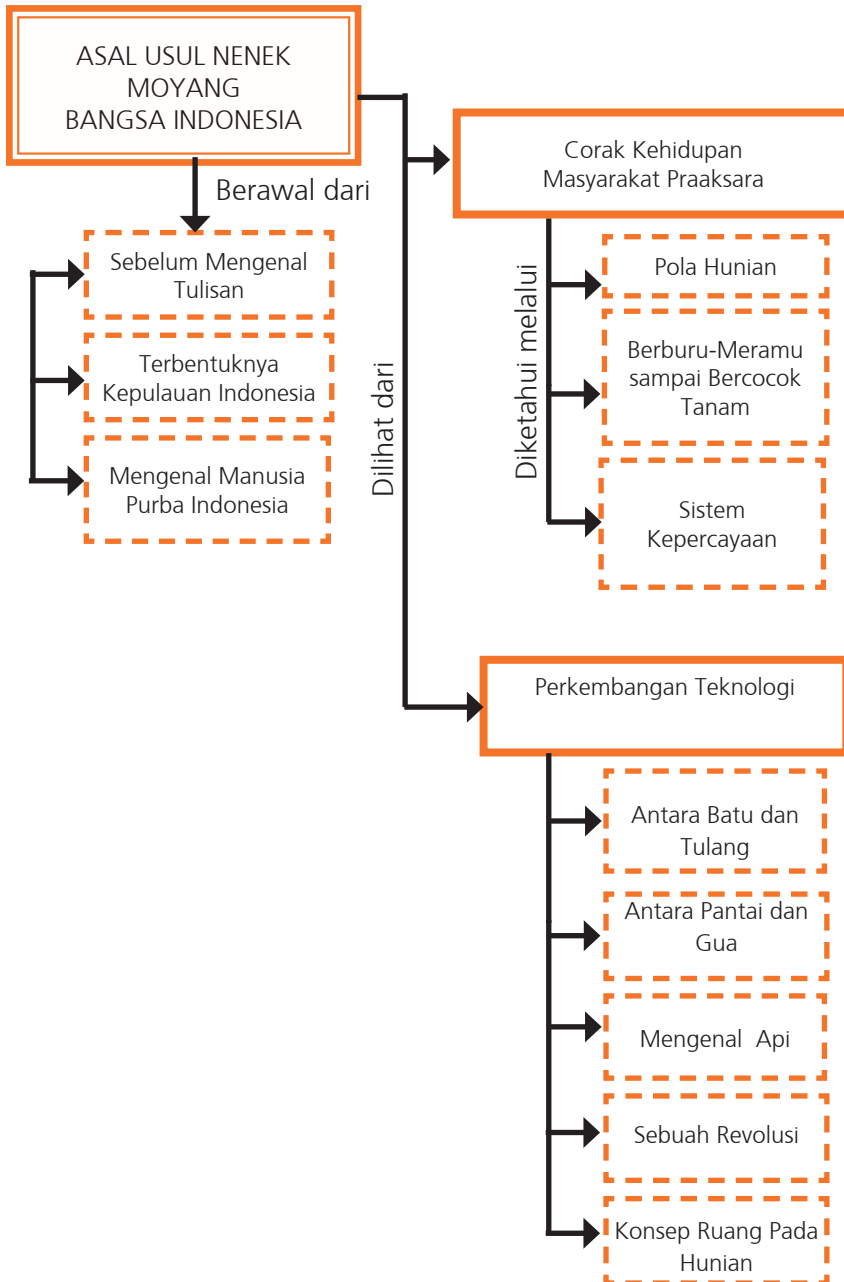 ASAL USUL NENEK
MOYANG
BANGSA INDONESIA
Berawal dari
Sebelum Mengenal
Tulisan
Terbentuknya
Kepulauan Indonesia
Mengenal Manusia
Purba Indonesia
Dilihat dari
Corak Kehidupan
Masyarakat Praaksara
Diketahui melalui
Pola Hunian
Berburu-Meramu
sampai Bercocok
Tanam
Sistem
Kepercayaan
Perkembangan Teknologi
Antara Batu dan
Tulang
Antara Pantai dan
Gua
Mengenal Api
Sebuah Revolusi
Konsep Ruang Pada
Hunian